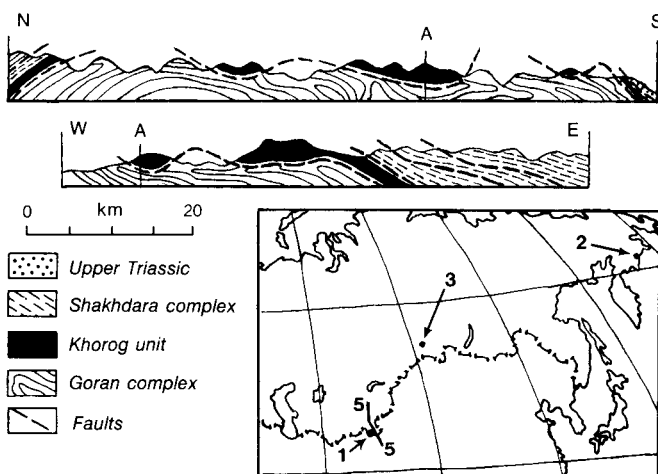 N A S
W A E
0 km 20
Upper Triassic
Shakhdara complex
Khorog unit
Goran complex
Faults
2
3
5
1 5